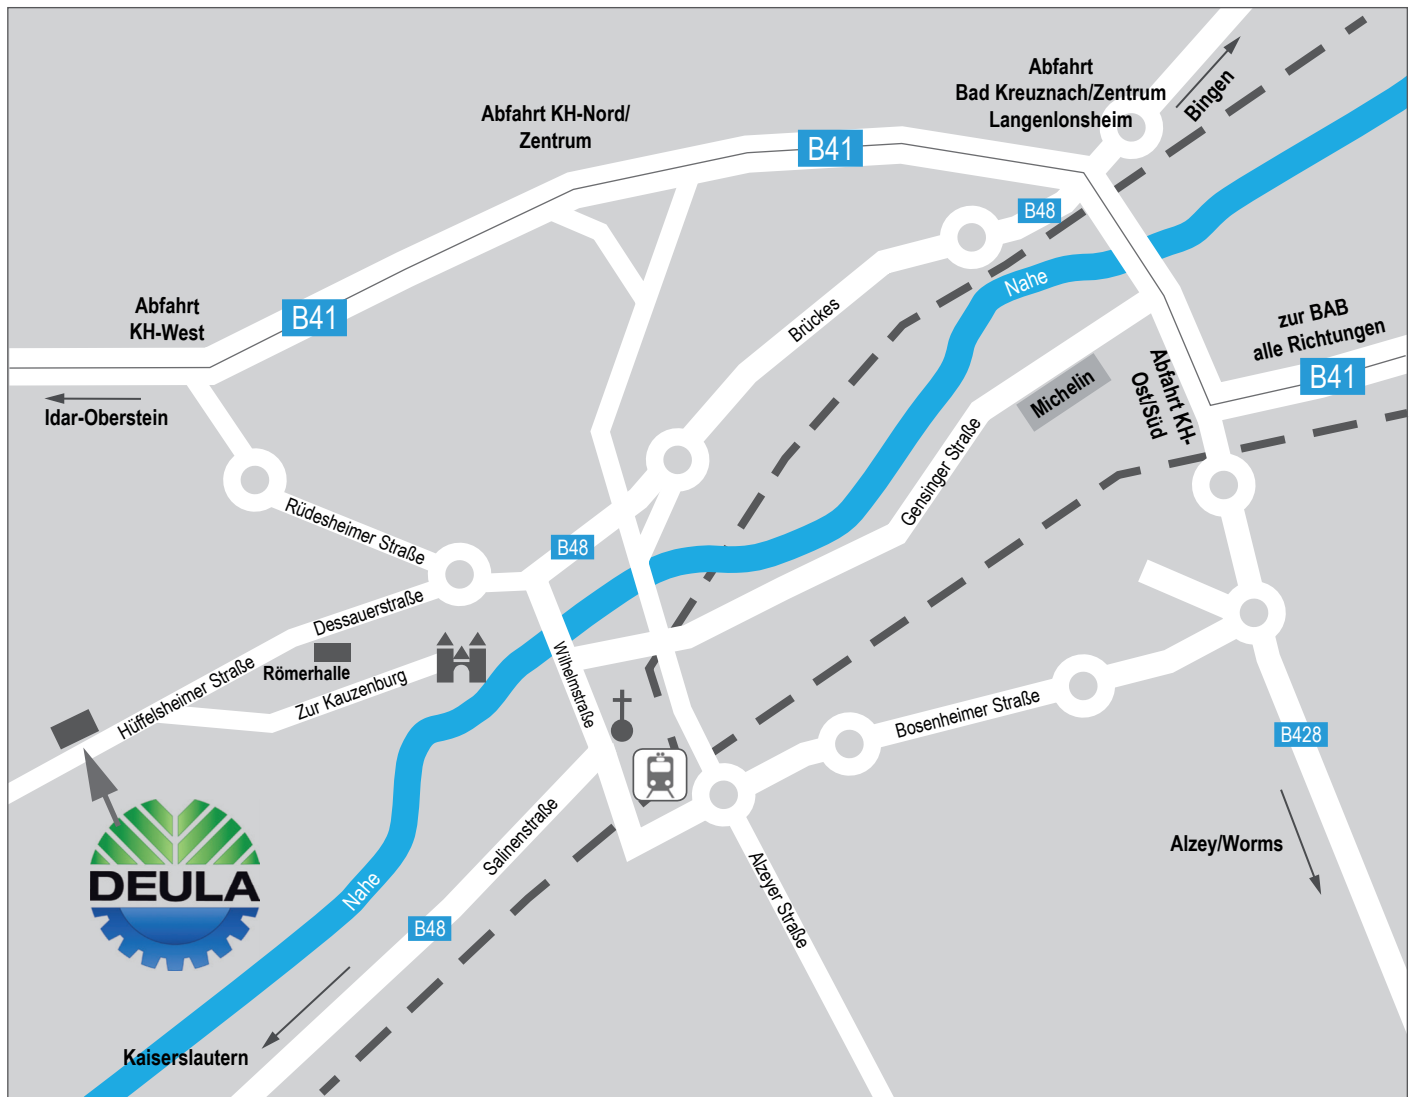 Abfahrt
Bad Kreuznach/Zentrum
Langenlonsheim
Bingen
Abfahrt KH-Nord/
Zentrum
B41
B48
Nahe
Abfahrt
KH-West
B41
Brückes
zur BAB
alle Richtungen
B41
Abfahrt KH-
Ost/Süd
Michelin
Idar-Oberstein
Gensinger Straße
Rüdesheimer Straße
B48
Dessauerstraße
Römerhalle
Hüffelsheimer Straße
Zur Kauzenburg
Wilhelmstraße
Bosenheimer Straße
B428
Salinenstraße
Alzey/Worms
Alzeyer Straße
DEULA
Nahe
B48
Kaiserslautern